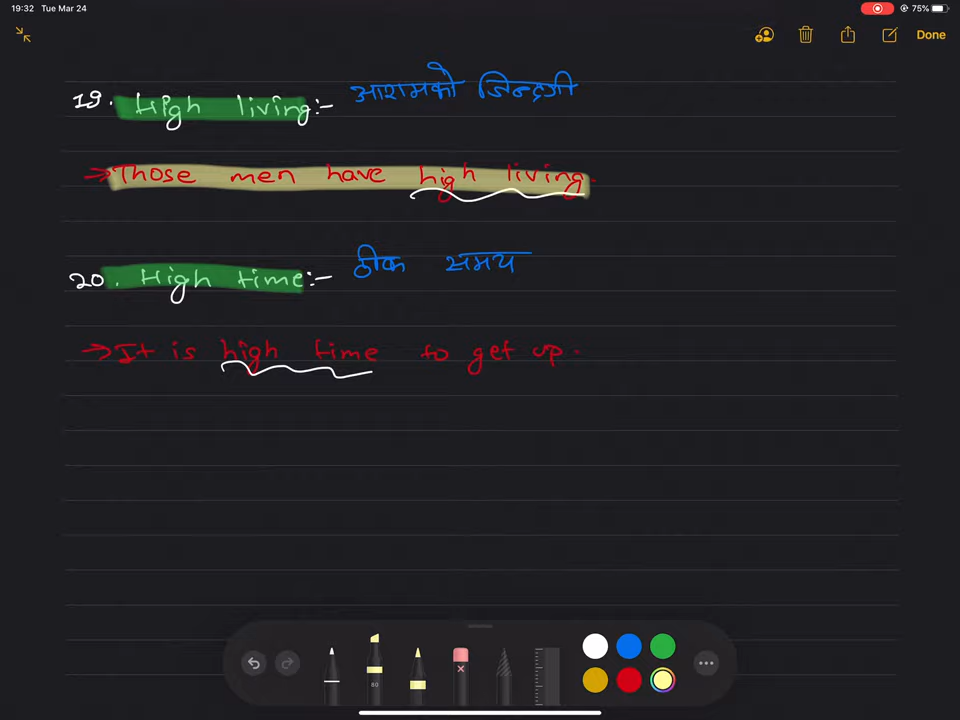 19:32 Tue Mar 24 75%
Done
19. High living:- आरामको जिन्दगी
→Those men have high living.
20. High time:- ठीक समय
→It is high time to get up.
80